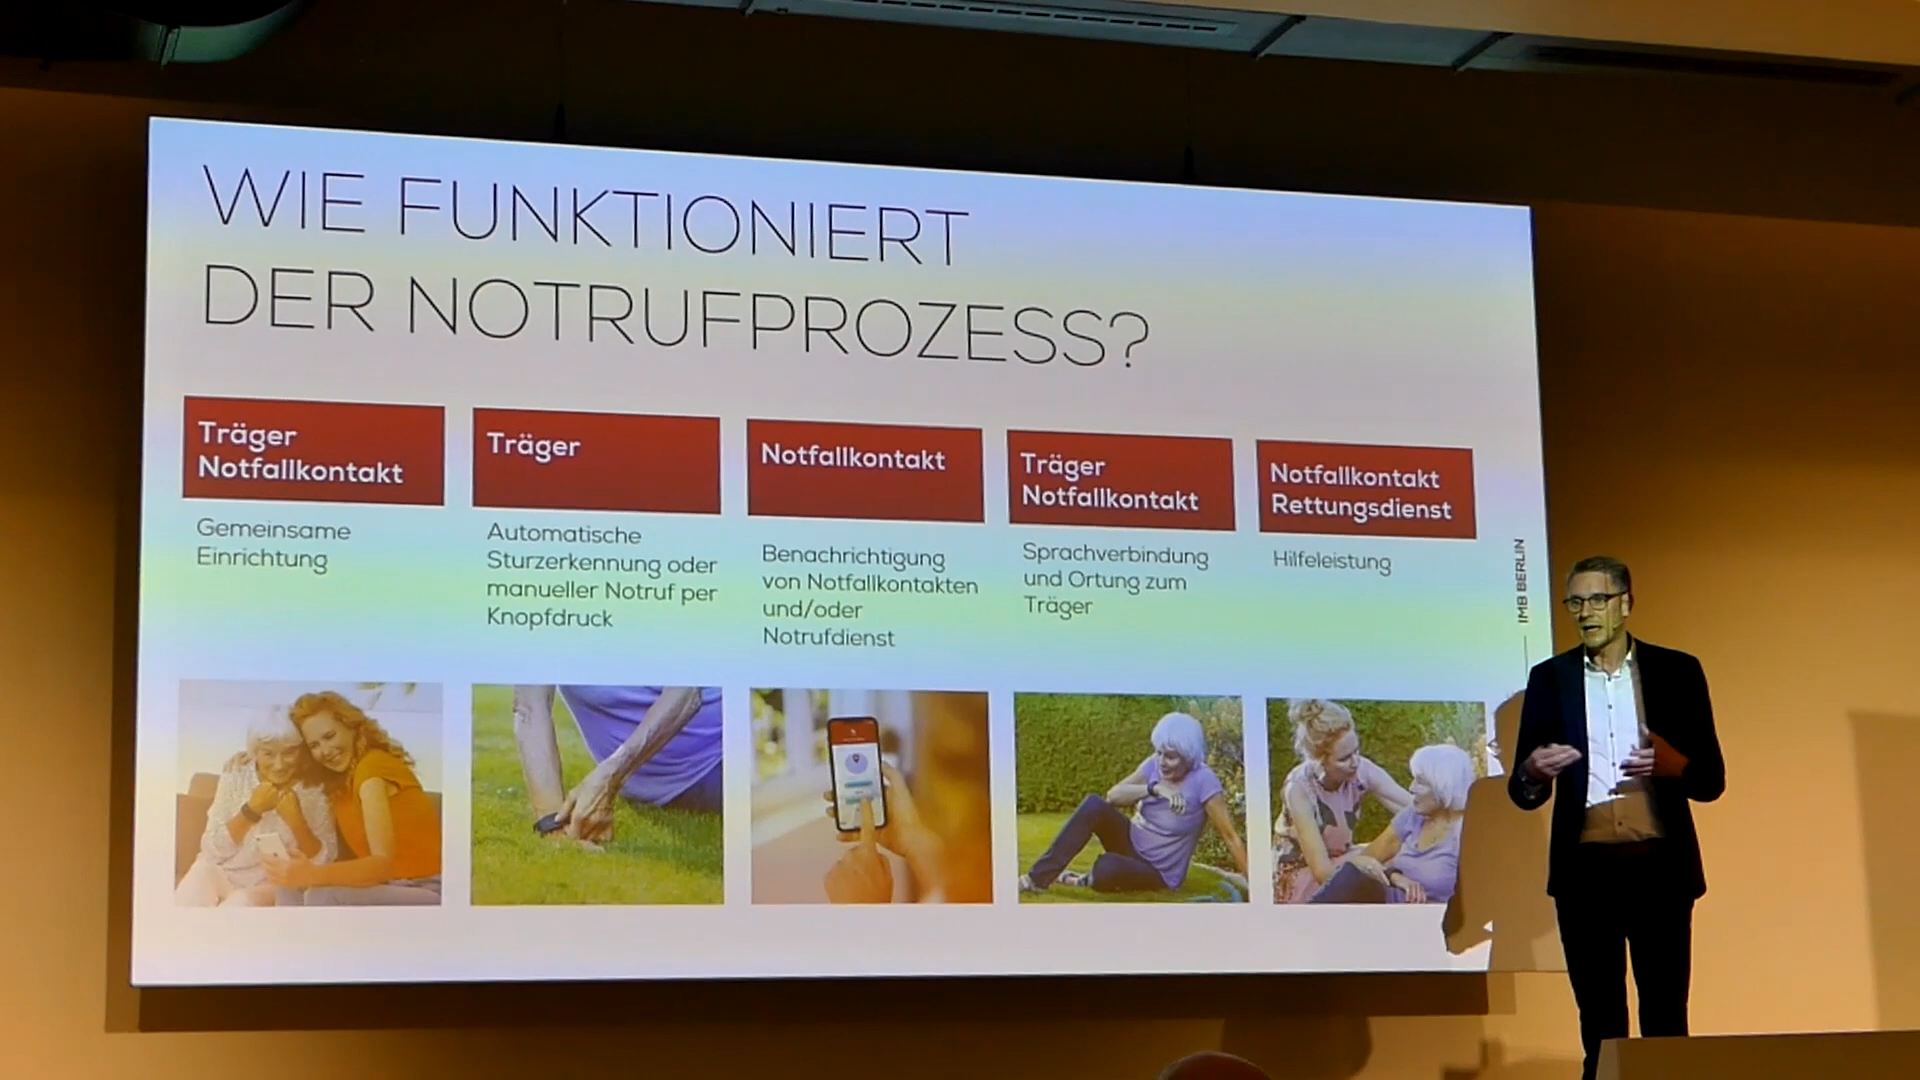 WIE FUNKTIONIERT
DER NOTRUFPROZESS?
Träger
Notfallkontakt
Gemeinsame
Einrichtung
Träger
Automatische
Sturzerkennung oder
manueller Notruf per
Knopfdruck
Notfallkontakt
Benachrichtigung
von Notfallkontakten
und/oder
Notrufdienst
Träger
Notfallkontakt
Sprachverbindung
und Ortung zum
Träger
Notfallkontakt
Rettungsdienst
Hilfeleistung
IMB BERLIN